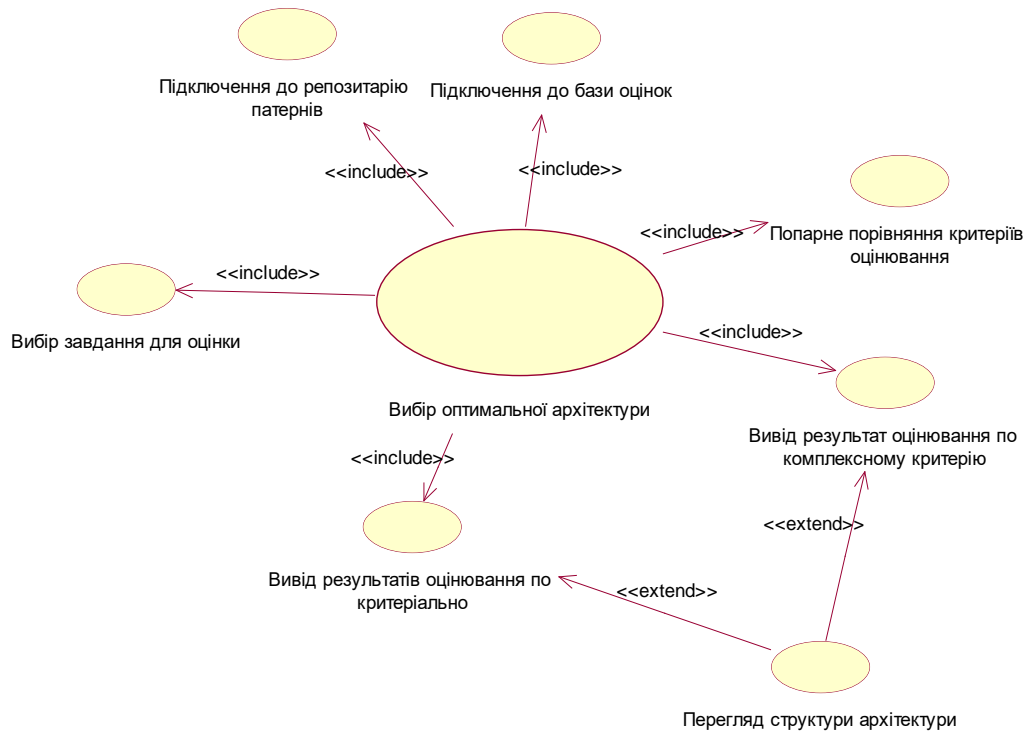 Підключення до репозитарію
патернів
Підключення до бази оцінок
<<include>>
<<include>>
<<include>>
Попарне порівняння критеріїв
оцінювання
<<include>>
Вибір завдання для оцінки
<<include>>
Вибір оптимальної архітектури
Вивід результат оцінювання по
комплексному критерію
<<include>>
<<extend>>
Вивід результатів оцінювання по
критеріально
<<extend>>
Перегляд структури архітектури